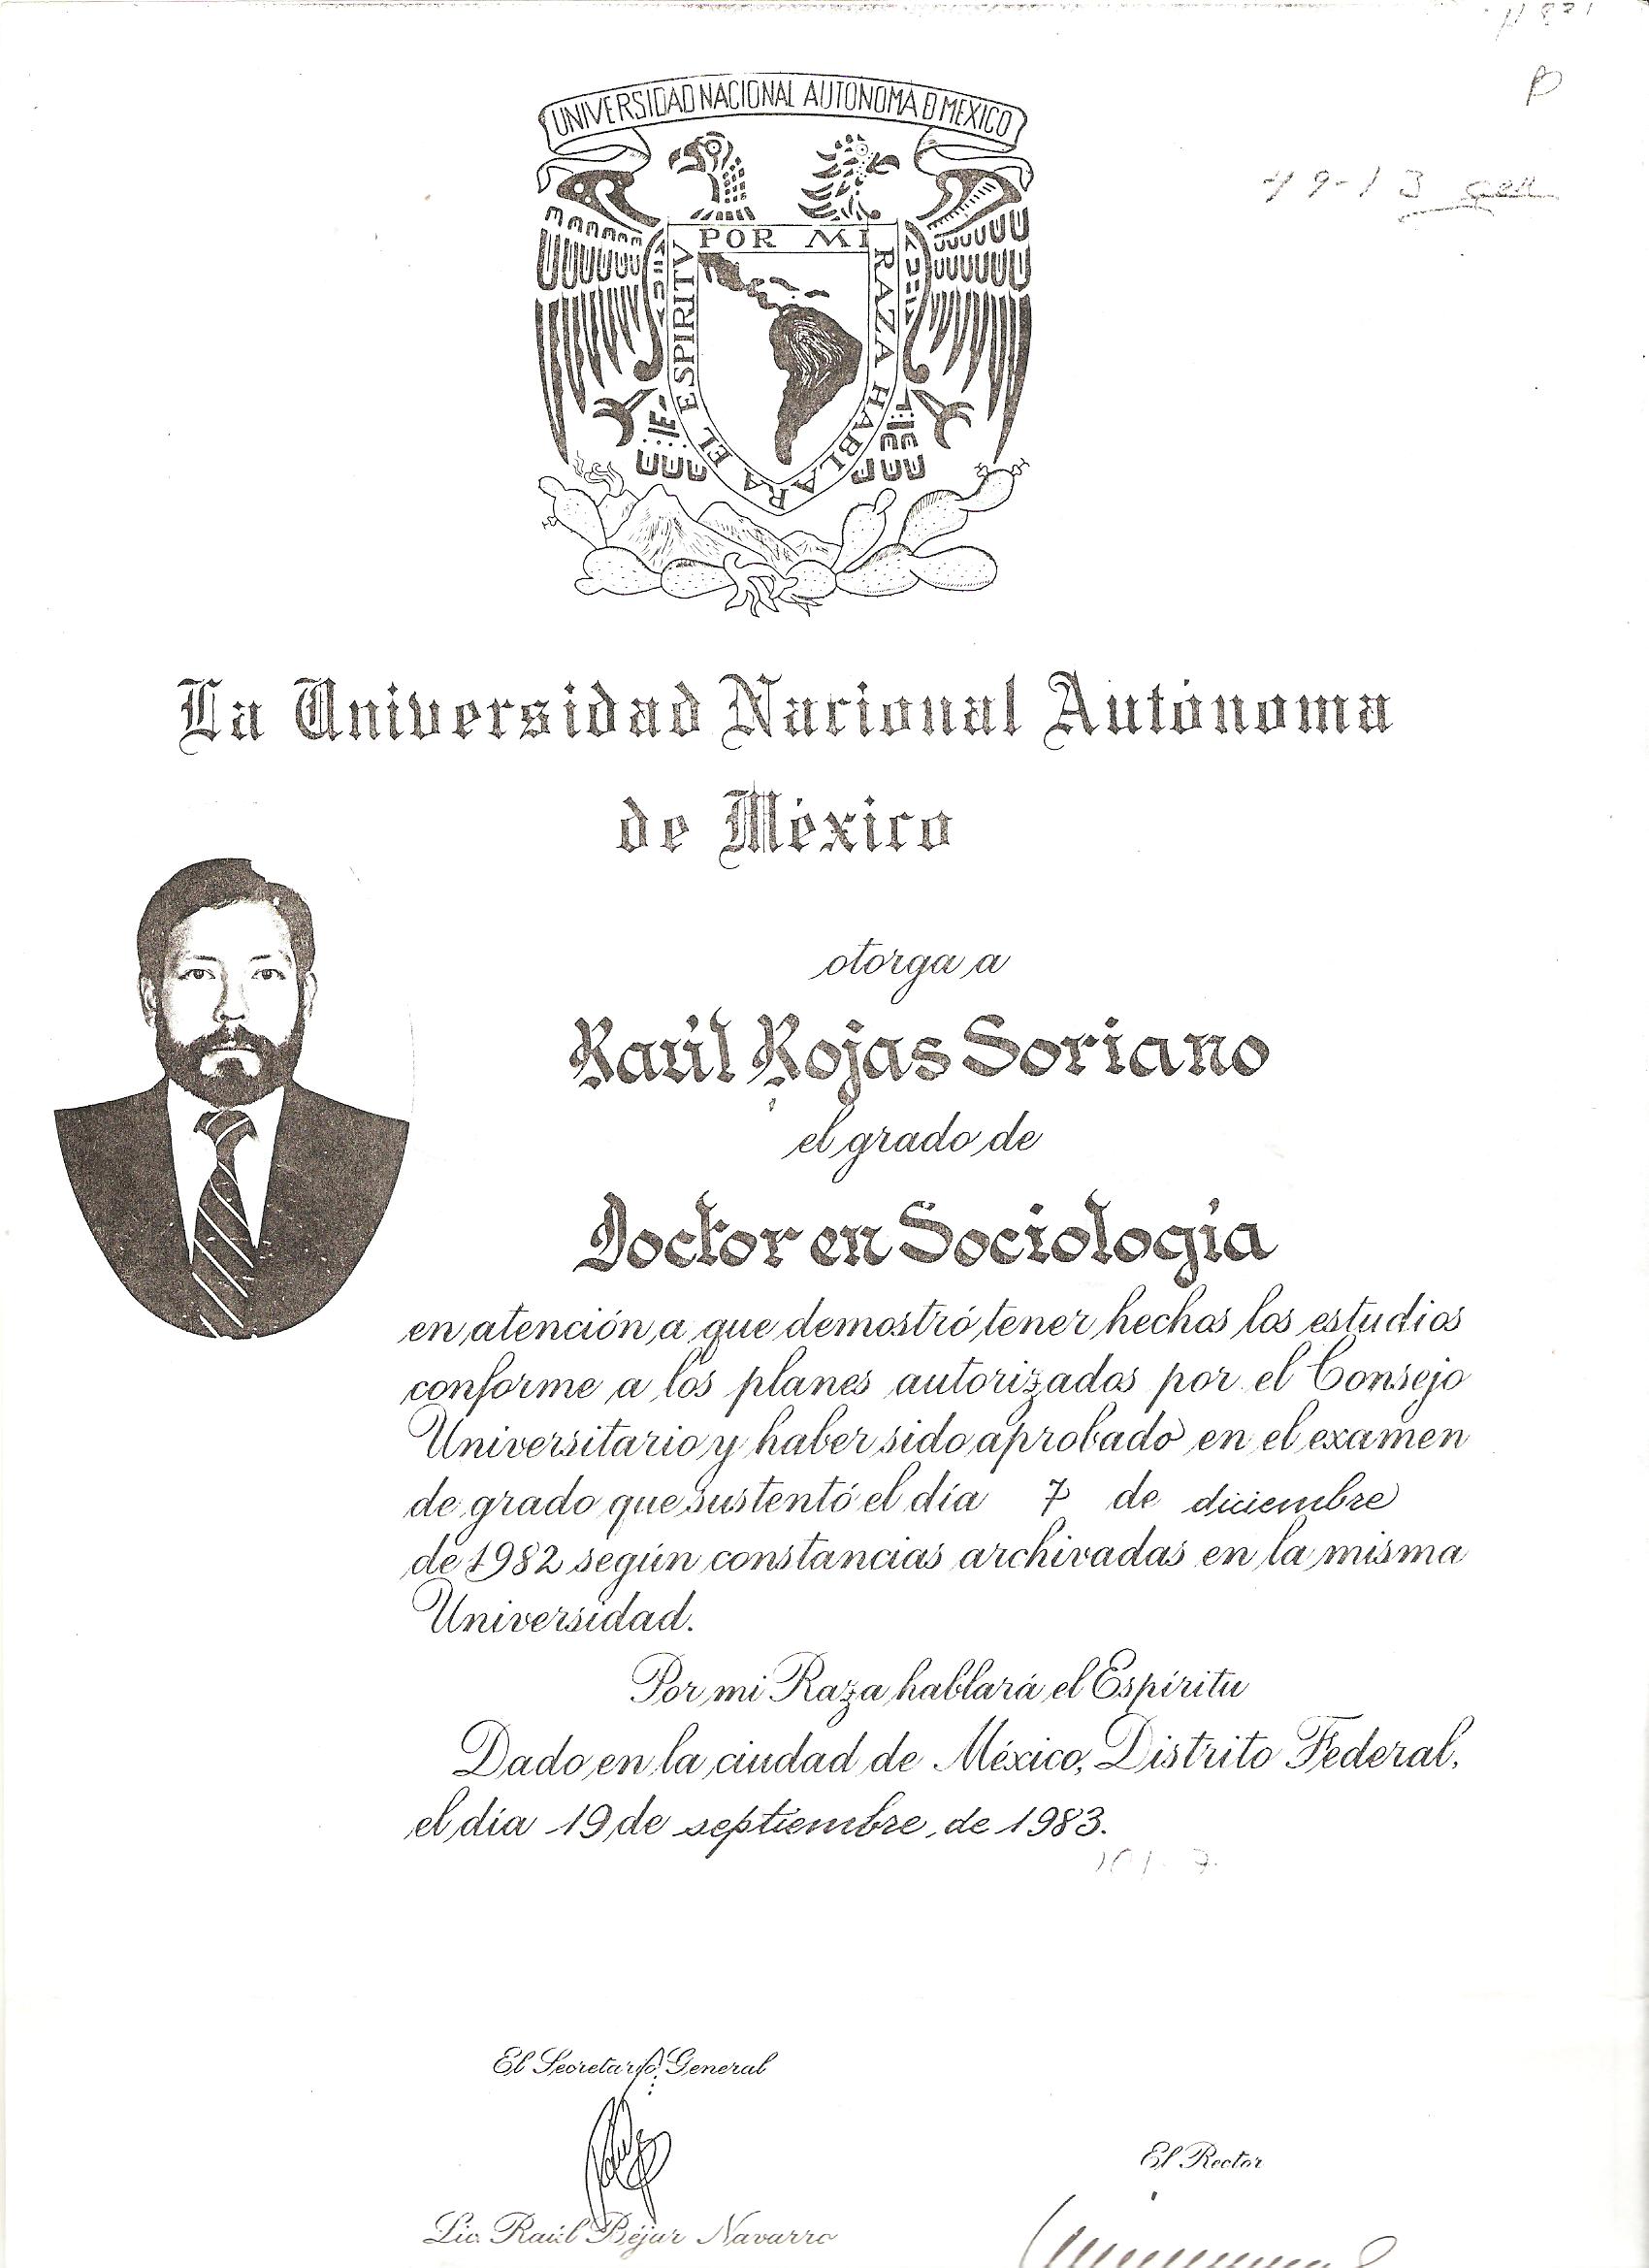 UNIVERSIDAD NACIONAL AUTONOMA D MEXICO
POR MI RAZA HABLARA EL ESPIRITV
La Universidad Nacional Autónoma
de México
otorga a
Raúl Rojas Soriano
el grado de
Doctor en Sociología
en atención a que demostró tener hechos los estudios
conforme a los planes autorizados por el Consejo
Universitario y haber sido aprobado en el examen
de grado que sustentó el día 7 de diciembre
de 1982 según constancias archivadas en la misma
Universidad.
Por mi Raza hablará el Espíritu
Dado en la ciudad de México, Distrito Federal,
el día 19 de septiembre de 1983.
El Secretario General
El Rector
Lic. Raúl Béjar Navarro